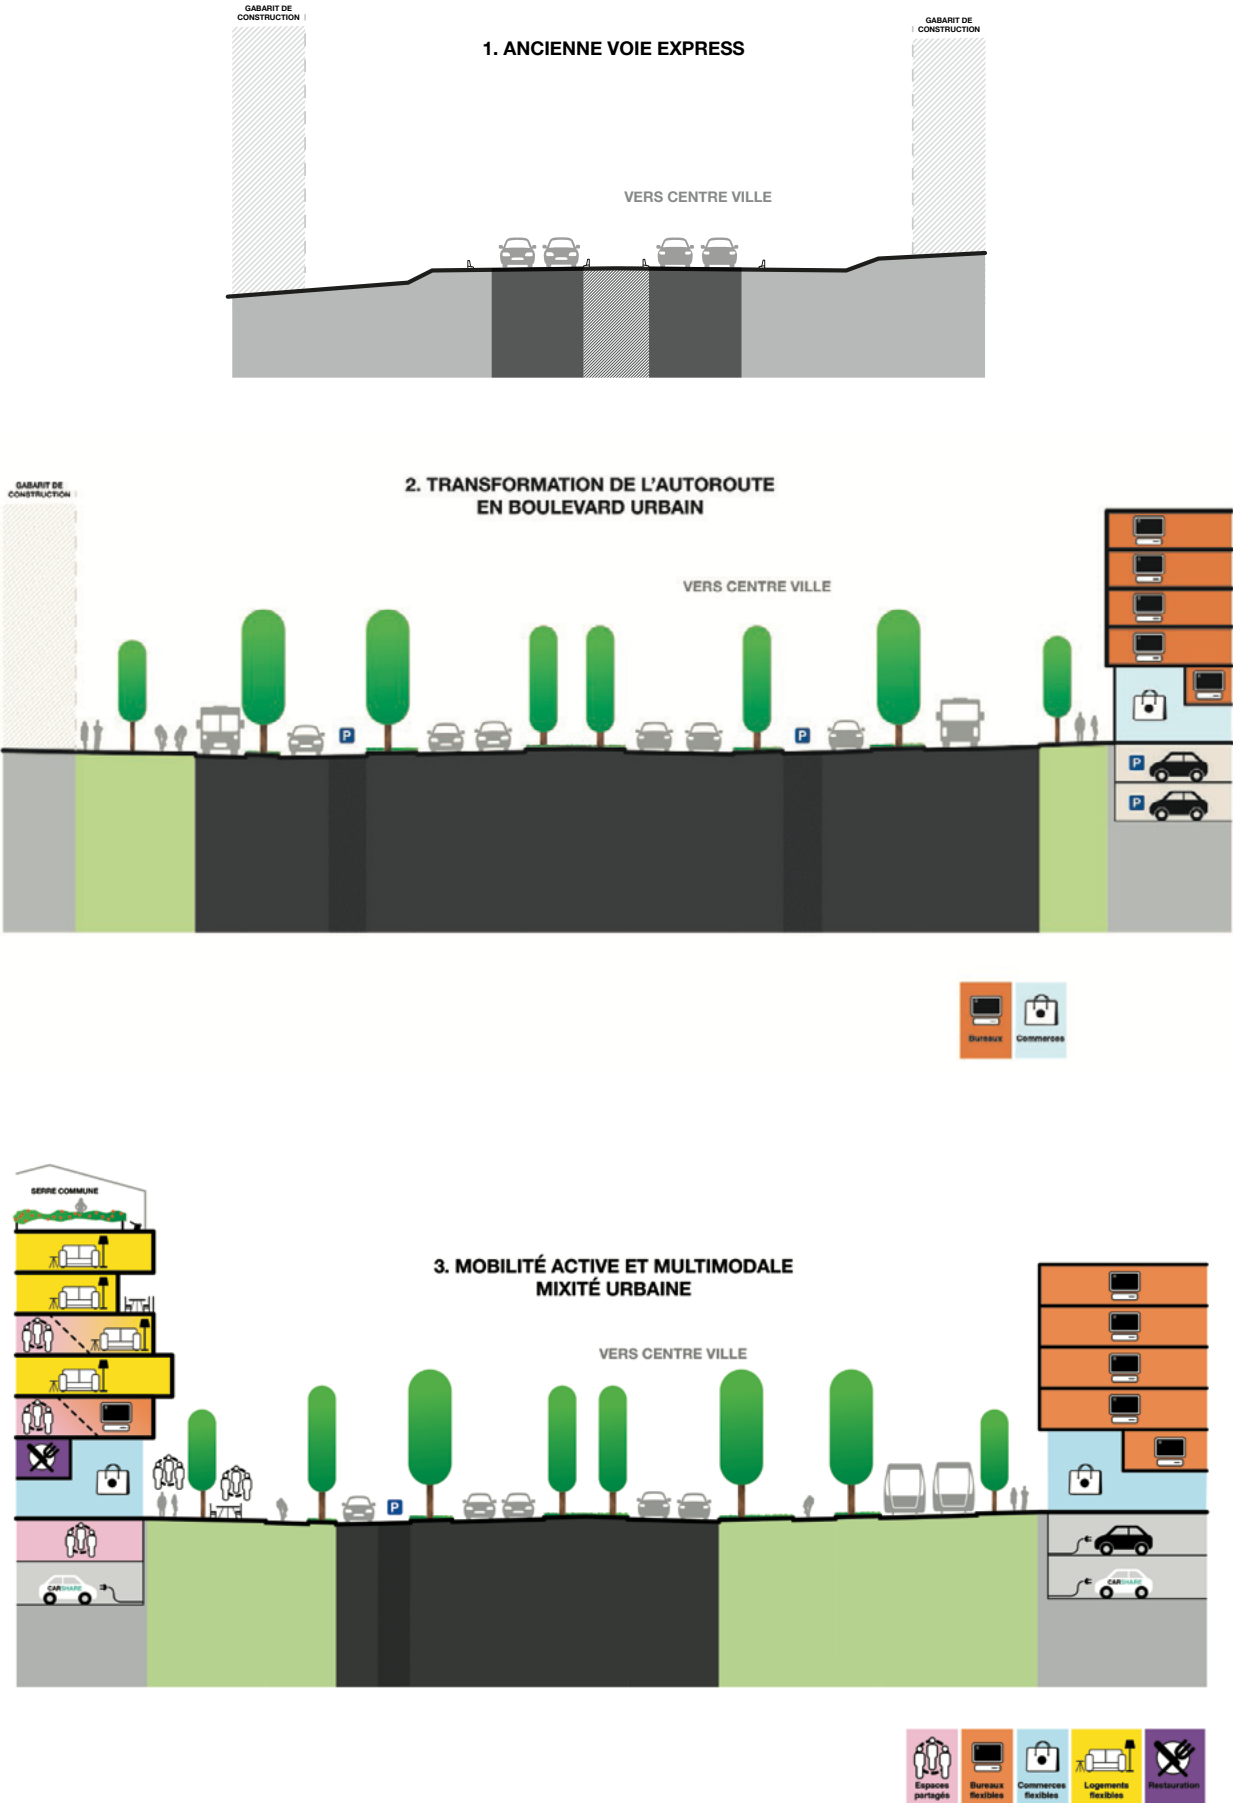 GABARIT DE
CONSTRUCTION
GABARIT DE
CONSTRUCTION
1. ANCIENNE VOIE EXPRESS
VERS CENTRE VILLE
GABARIT DE
CONSTRUCTION
2. TRANSFORMATION DE L'AUTOROUTE
EN BOULEVARD URBAIN
VERS CENTRE VILLE
P
P
P
P
Bureaux
Commerces
SERRE COMMUNE
3. MOBILITÉ ACTIVE ET MULTIMODALE
MIXITÉ URBAINE
VERS CENTRE VILLE
P
CARSHARE
CARSHARE
Espaces
partagés
Bureaux
flexibles
Commerces
flexibles
Logements
flexibles
Restauration